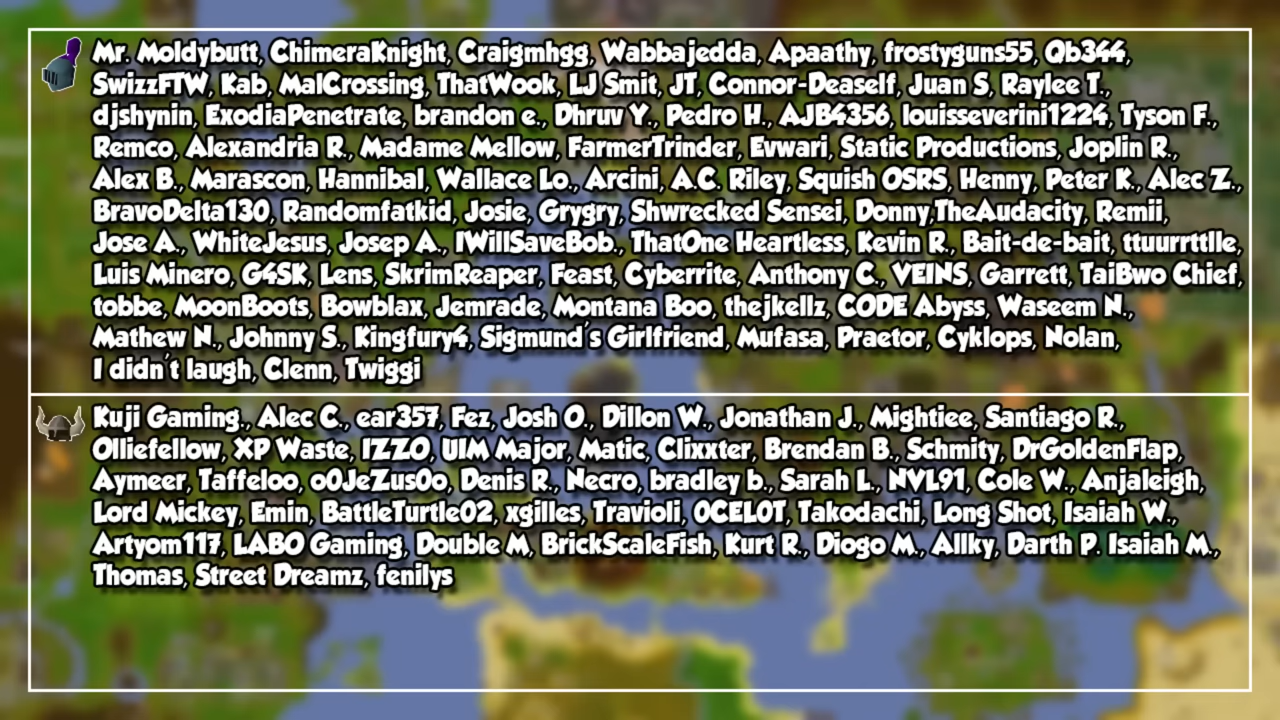 Mr. Moldybutt, ChimeraKnight, Craigmhgg, Wabbajedda, Apaathy, frostyguns55, Qb344,
SwizzFTW, Kab, MalCrossing, ThatWook, LJ Smit, JT, Connor-Deaself, Juan S, Raylee T.,
djshynin, ExodiaPenetrate, brandon e., Dhruv Y., Pedro H., AJB4356, louisseverini1224, Tyson F.,
Remco, Alexandria R., Madame Mellow, FarmerTrinder, Evwari, Static Productions, Joplin R.,
Alex B., Marascon, Hannibal, Wallace Lo., Arcini, A.C. Riley, Squish OSRS, Henny, Peter K., Alec Z.,
BravoDelta130, Randomfatkid, Josie, Grygry, Shwrecked Sensei, Donny,TheAudacity, Remii,
Jose A., WhiteJesus, Josep A., IWillSaveBob., ThatOne Heartless, Kevin R., Bait-de-bait, ttuurrttlle,
Luis Minero, G4SK, Lens, SkrimReaper, Feast, Cyberrite, Anthony C., VEINS, Garrett, TaiBwo Chief,
tobbe, MoonBoots, Bowblax, Jemrade, Montana Boo, thejkellz, CODE Abyss, Waseem N.,
Mathew N., Johnny S., Kingfury4, Sigmund's Girlfriend, Mufasa, Praetor, Cyklops, Nolan,
I didn't laugh, Clenn, Twiggi
Kuji Gaming., Alec C., ear357, Fez, Josh O., Dillon W., Jonathan J., Mightiee, Santiago R.,
Olliefellow, XP Waste, IZZO, UIM Major, Matic, Clixxter, Brendan B., Schmity, DrGoldenFlap,
Aymeer, Taffeloo, o0JeZus0o, Denis R., Necro, bradley b., Sarah L., NVL91, Cole W., Anjaleigh,
Lord Mickey, Emin, BattleTurtle02, xgilles, Travioli, 0CEL0T, Takodachi, Long Shot, Isaiah W.,
Artyom117, LABO Gaming, Double M, BrickScaleFish, Kurt R., Diogo M., Allky, Darth P. Isaiah M.,
Thomas, Street Dreamz, fenilys